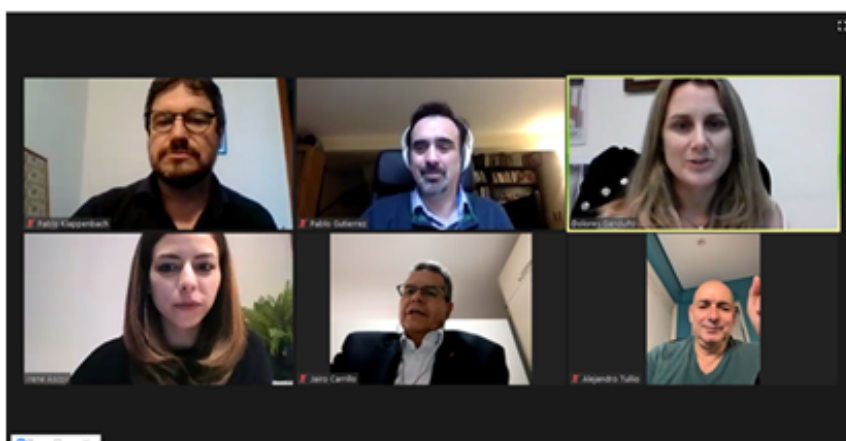 Pablo Klappenbach
Pablo Gutierrez
Dolores Gandulfo
Jairo Carrillo
Alejandro Tullio